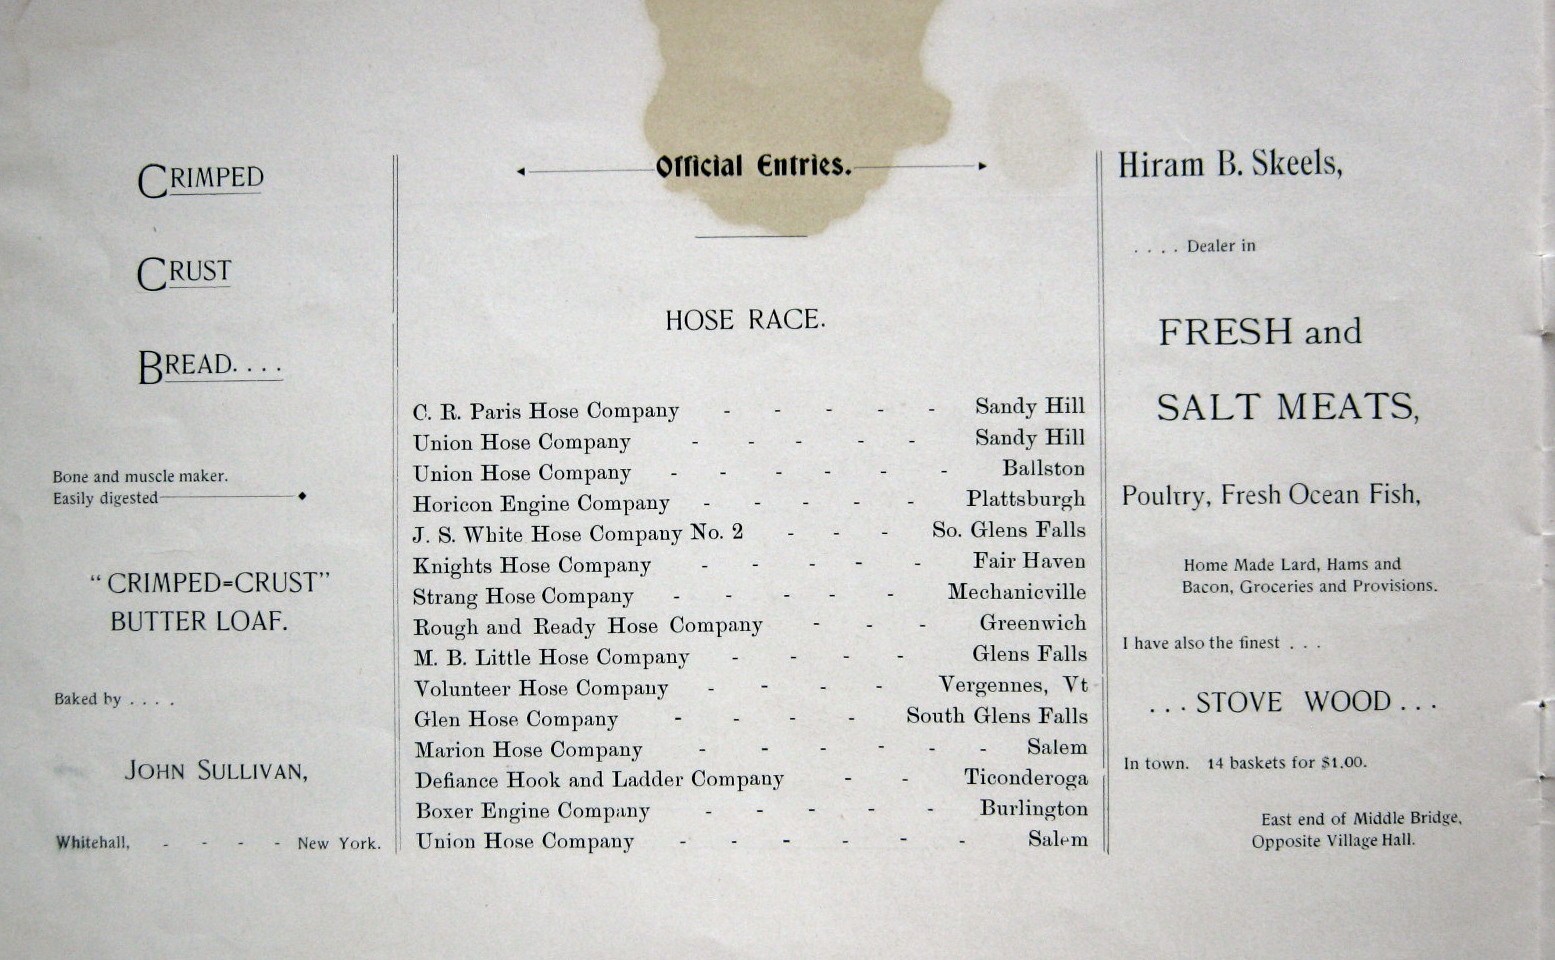 CRIMPED
CRUST
BREAD. . . .
Bone and muscle maker.
Easily digested
“CRIMPED=CRUST”
BUTTER LOAF.
Baked by . . . .
JOHN SULLIVAN,
Whitehall, - - - - New York.
Official Entries.
HOSE RACE.
C. R. Paris Hose Company - - - - - Sandy Hill
Union Hose Company - - - - - Sandy Hill
Union Hose Company - - - - - - Ballston
Horicon Engine Company - - - - - Plattsburgh
J. S. White Hose Company No. 2 - - - So. Glens Falls
Knights Hose Company - - - - - Fair Haven
Strang Hose Company - - - - - Mechanicville
Rough and Ready Hose Company - - - Greenwich
M. B. Little Hose Company - - - - Glens Falls
Volunteer Hose Company - - - - Vergennes, Vt
Glen Hose Company - - - - South Glens Falls
Marion Hose Company - - - - - - Salem
Defiance Hook and Ladder Company - - Ticonderoga
Boxer Engine Company - - - - - Burlington
Union Hose Company - - - - - - Salem
Hiram B. Skeels,
. . . . Dealer in
FRESH and
SALT MEATS,
Poultry, Fresh Ocean Fish,
Home Made Lard, Hams and
Bacon, Groceries and Provisions.
I have also the finest . . .
. . . STOVE WOOD . . .
In town. 14 baskets for $1.00.
East end of Middle Bridge,
Opposite Village Hall.